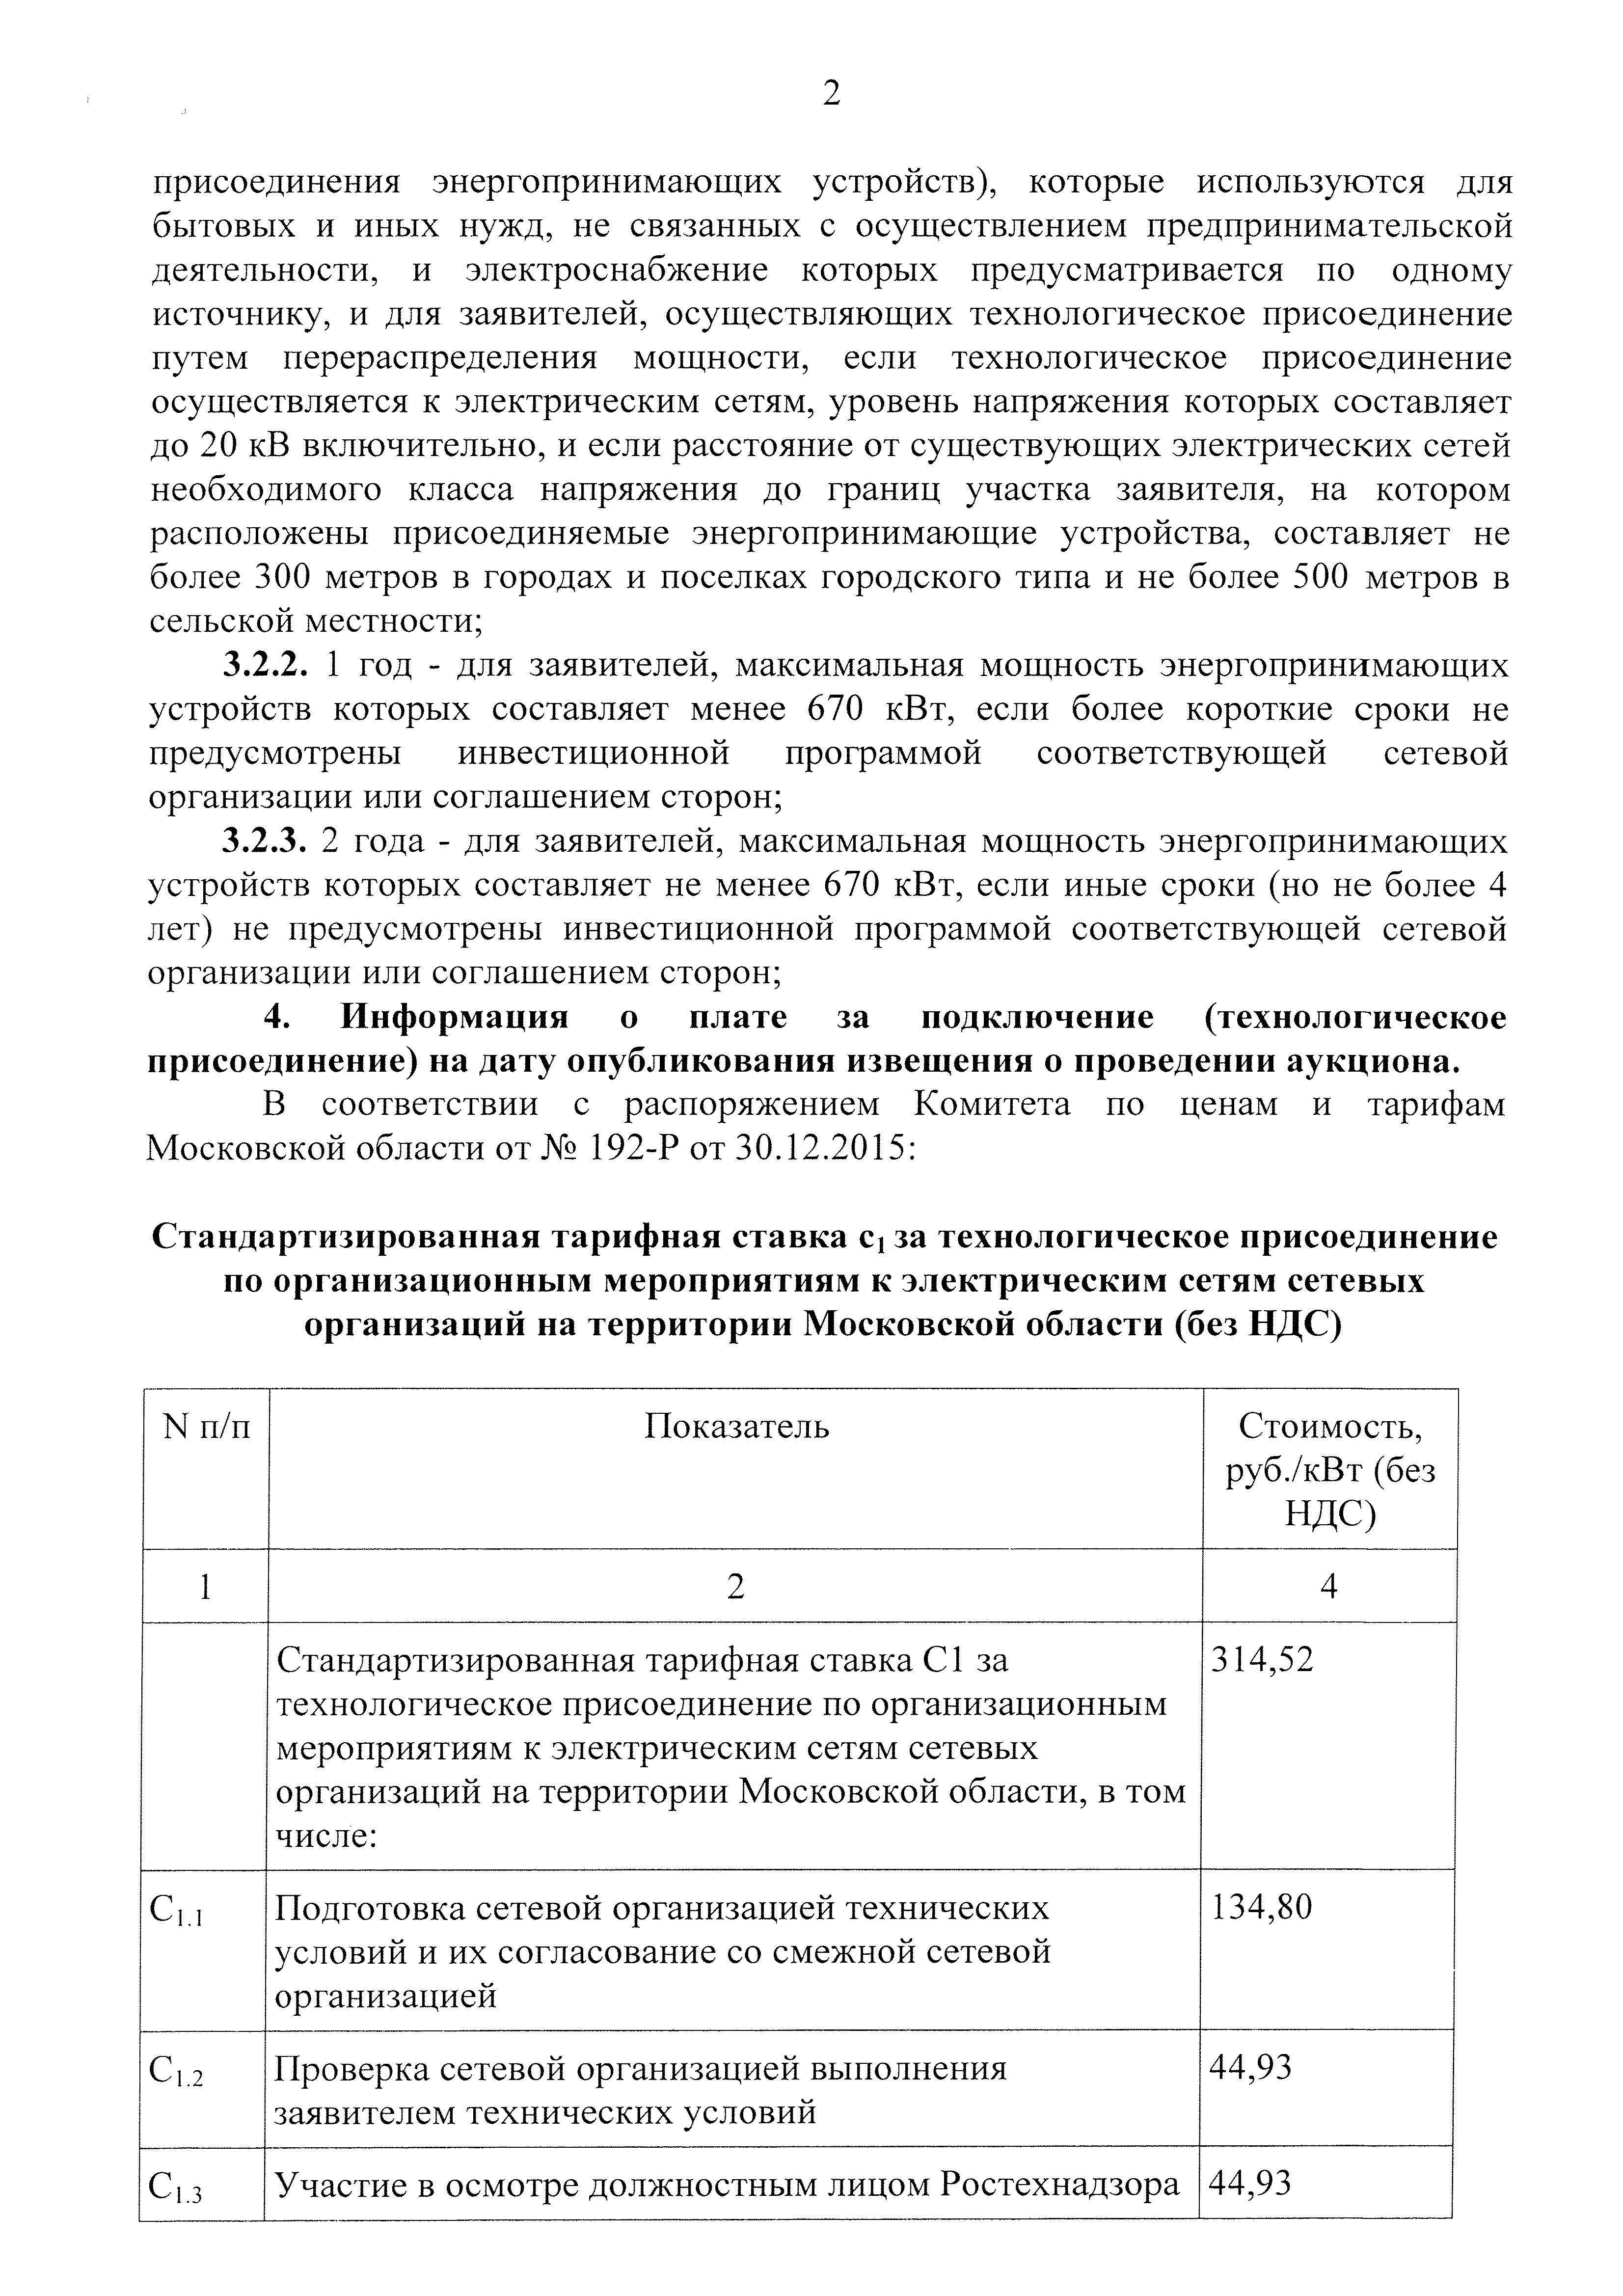 2
присоединения энергопринимающих устройств), которые используются для
бытовых и иных нужд, не связанных с осуществлением предпринимательской
деятельности, и электроснабжение которых предусматривается по одному
источнику, и для заявителей, осуществляющих технологическое присоединение
путем перераспределения мощности, если технологическое присоединение
осуществляется к электрическим сетям, уровень напряжения которых составляет
до 20 кВ включительно, и если расстояние от существующих электрических сетей
необходимого класса напряжения до границ участка заявителя, на котором
расположены присоединяемые энергопринимающие устройства, составляет не
более 300 метров в городах и поселках городского типа и не более 500 метров в
сельской местности;
3.2.2. 1 год - для заявителей, максимальная мощность энергопринимающих
устройств которых составляет менее 670 кВт, если более короткие сроки не
предусмотрены инвестиционной программой соответствующей сетевой
организации или соглашением сторон;
3.2.3. 2 года - для заявителей, максимальная мощность энергопринимающих
устройств которых составляет не менее 670 кВт, если иные сроки (но не более 4
лет) не предусмотрены инвестиционной программой соответствующей сетевой
организации или соглашением сторон;
4. Информация о плате за подключение (технологическое
присоединение) на дату опубликования извещения о проведении аукциона.
В соответствии с распоряжением Комитета по ценам и тарифам
Московской области от № 192-Р от 30.12.2015:
Стандартизированная тарифная ставка с1 за технологическое присоединение
по организационным мероприятиям к электрическим сетям сетевых
организаций на территории Московской области (без НДС)
N п/п Показатель Стоимость,
руб./кВт (без
НДС)
1 2 4
Стандартизированная тарифная ставка С1 за 314,52
технологическое присоединение по организационным
мероприятиям к электрическим сетям сетевых
организаций на территории Московской области, в том
числе:
С1.1 Подготовка сетевой организацией технических 134,80
условий и их согласование со смежной сетевой
организацией
С1.2 Проверка сетевой организацией выполнения 44,93
заявителем технических условий
С1.3 Участие в осмотре должностным лицом Ростехнадзора 44,93